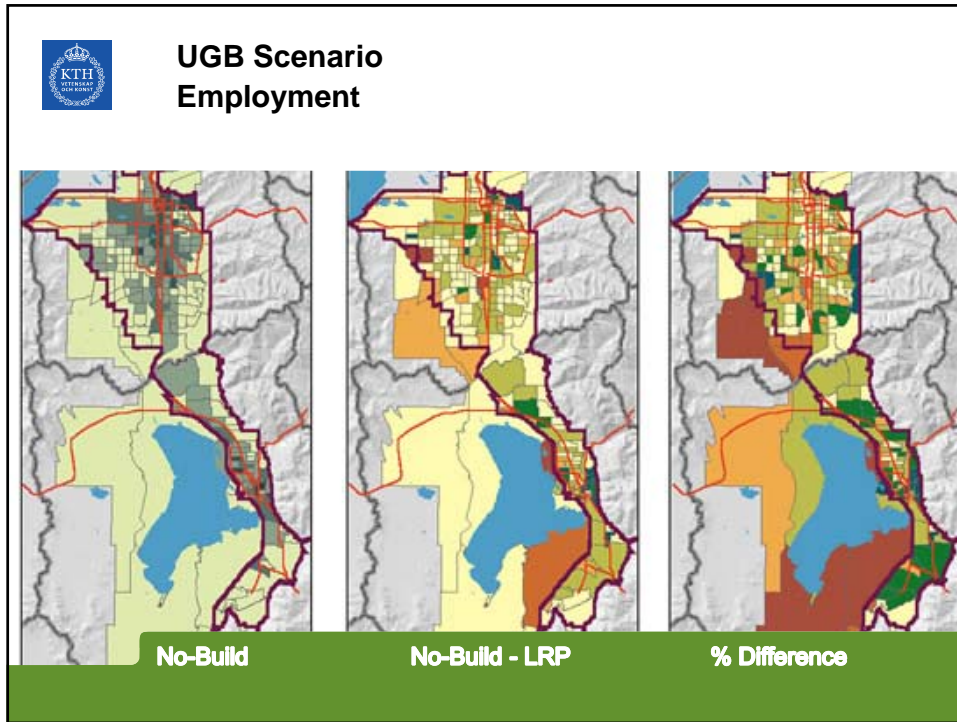 KTH
VETENSKAP
OCH KONST
UGB Scenario
Employment
No-Build
No-Build - LRP
% Difference